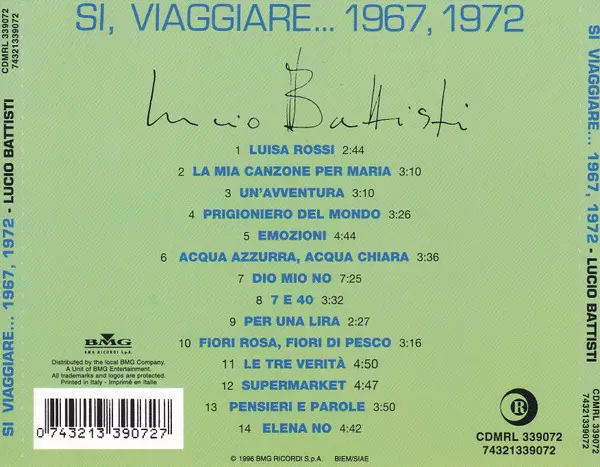 SI, VIAGGIARE... 1967, 1972
Lucio Battisti
1 LUISA ROSSI 2:44
2 LA MIA CANZONE PER MARIA 3:10
3 UN'AVVENTURA 3:10
4 PRIGIONIERO DEL MONDO 3:26
5 EMOZIONI 4:44
6 ACQUA AZZURRA, ACQUA CHIARA 3:36
7 DIO MIO NO 7:25
8 7 E 40 3:32
9 PER UNA LIRA 2:27
10 FIORI ROSA, FIORI DI PESCO 3:16
11 LE TRE VERITÀ 4:50
12 SUPERMARKET 4:47
13 PENSIERI E PAROLE 3:50
14 ELENA NO 4:42
BMG
BMG RICORDI S.p.A.
Distributed by the local BMG Company.
A Unit of BMG Entertainment.
All trademarks and logos are protected.
Printed in Italy - Imprimé en Italie
0 743213 390727
R
CDMRL 339072
74321339072
© 1996 BMG RICORDI S.p.A. BIEM/SIAE
SI VIAGGIARE... 1967, 1972 - LUCIO BATTISTI
CDMRL 339072
74321339072
SI VIAGGIARE... 1967, 1972 - LUCIO BATTISTI
CDMRL 339072
74321339072